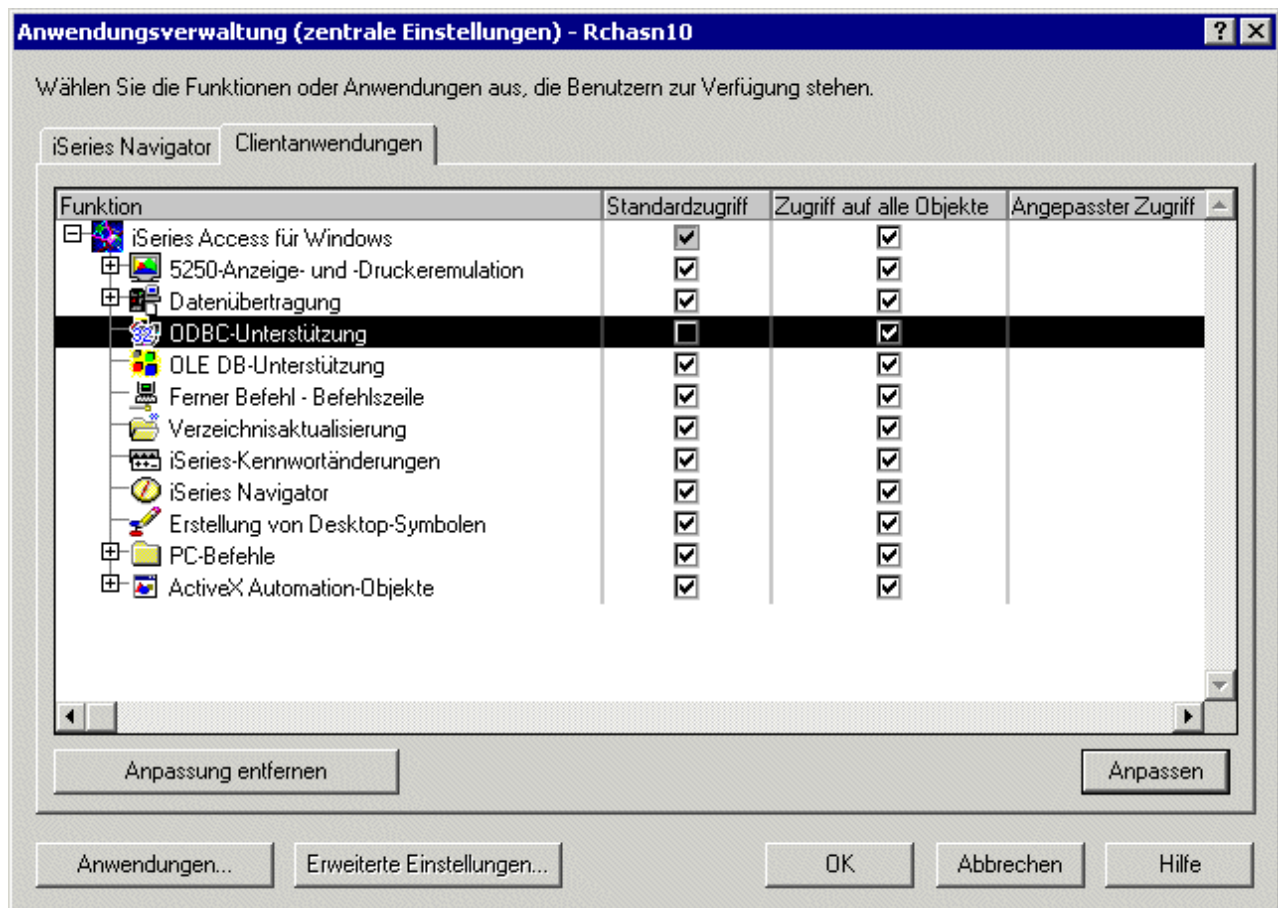 Anwendungsverwaltung (zentrale Einstellungen) - Rchasn10
Wählen Sie die Funktionen oder Anwendungen aus, die Benutzern zur Verfügung stehen.
iSeries Navigator Clientanwendungen
Funktion Standardzugriff Zugriff auf alle Objekte Angepasster Zugriff
iSeries Access für Windows
5250-Anzeige- und -Druckeremulation
Datenübertragung
32 ODBC-Unterstützung
OLE DB-Unterstützung
Ferner Befehl - Befehlszeile
Verzeichnisaktualisierung
iSeries-Kennwortänderungen
iSeries Navigator
Erstellung von Desktop-Symbolen
PC-Befehle
ActiveX Automation-Objekte
Anpassung entfernen Anpassen
Anwendungen... Erweiterte Einstellungen... OK Abbrechen Hilfe